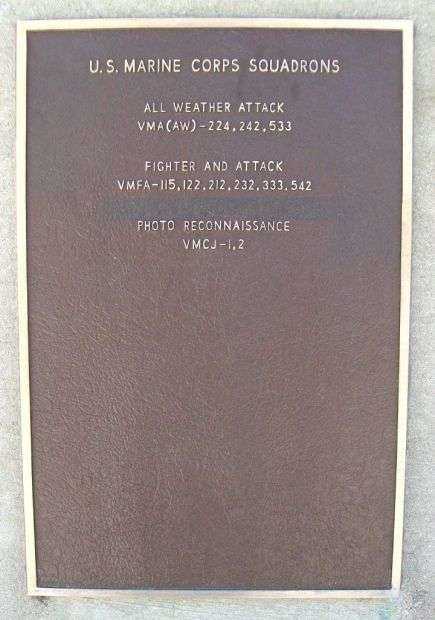 U.S. MARINE CORPS SQUADRONS
ALL WEATHER ATTACK
VMA(AW)-224,242,533
FIGHTER AND ATTACK
VMFA-115,122,212,232,333,542
PHOTO RECONNAISSANCE
VMCJ-1,2